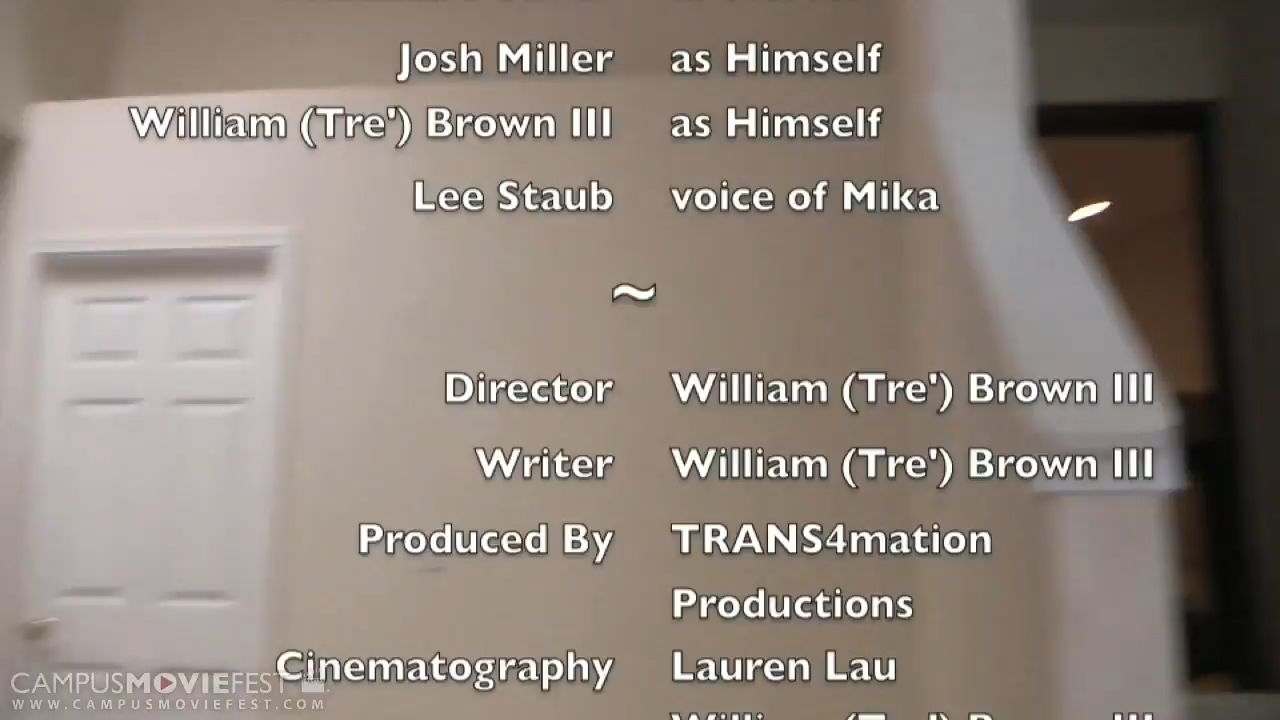 Josh Miller as Himself
William (Tre') Brown III as Himself
Lee Staub voice of Mika
~
Director William (Tre') Brown III
Writer William (Tre') Brown III
Produced By TRANS4mation
Productions
Cinematography Lauren Lau
CAMPUSMOVIEFEST
WWW.CAMPUSMOVIEFEST.COM